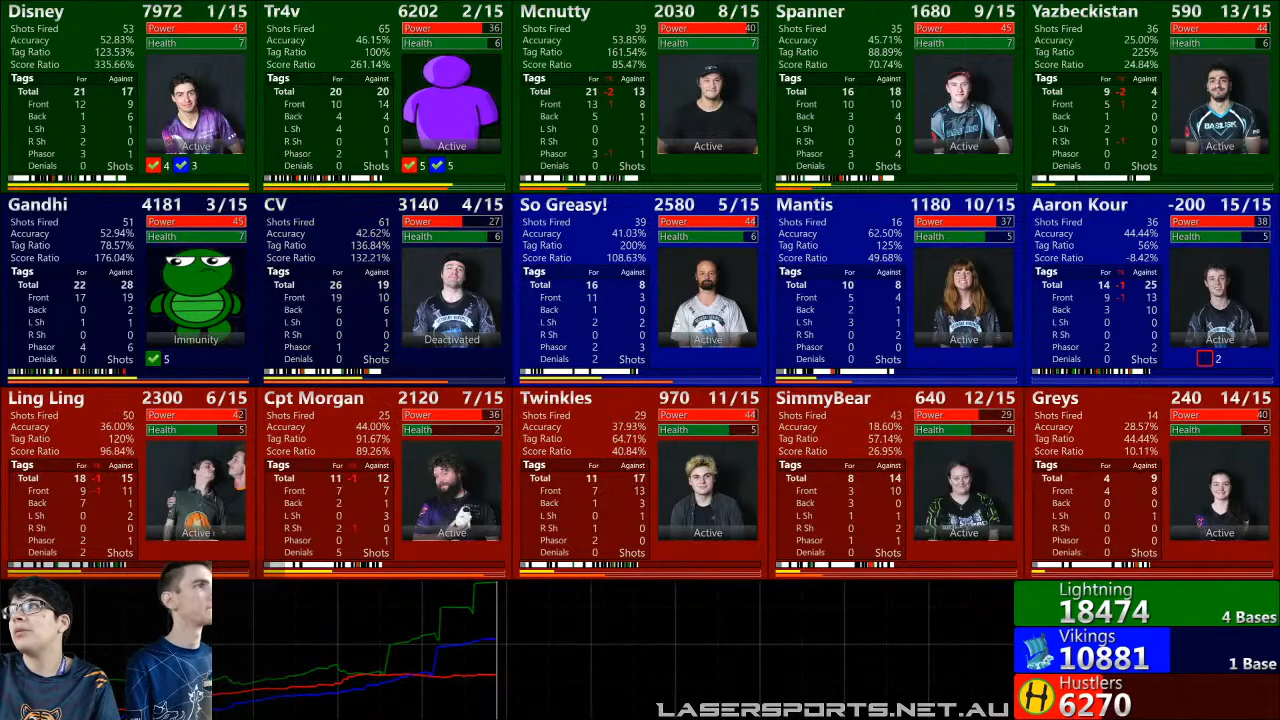 Disney 7972 1/15
Shots Fired 53
Accuracy 52.83%
Tag Ratio 123.53%
Score Ratio 335.66%
Power 45
Health 7
Tags For Against
Total 21 17
Front 12 9
Back 1 6
L Sh 3 1
R Sh 2 0
Phasor 3 1
Denials 0 Shots
Active
4 3
Tr4v 6202 2/15
Shots Fired 65
Accuracy 46.15%
Tag Ratio 100%
Score Ratio 261.14%
Power 36
Health 6
Tags For Against
Total 20 20
Front 10 14
Back 4 4
L Sh 4 0
R Sh 0 1
Phasor 2 1
Denials 0 Shots
Active
5 5
Mcnutty 2030 8/15
Shots Fired 39
Accuracy 53.85%
Tag Ratio 161.54%
Score Ratio 85.47%
Power 40
Health 7
Tags For TK Against
Total 21 -2 13
Front 13 1 8
Back 5 1
L Sh 0 2
R Sh 0 1
Phasor 3 -1 1
Denials 0 Shots
Active
Spanner 1680 9/15
Shots Fired 35
Accuracy 45.71%
Tag Ratio 88.89%
Score Ratio 70.74%
Power 45
Health 7
Tags For Against
Total 16 18
Front 10 10
Back 3 4
L Sh 0 0
R Sh 0 0
Phasor 3 4
Denials 0 Shots
Active
Yazbeckistan 590 13/15
Shots Fired 36
Accuracy 25.00%
Tag Ratio 225%
Score Ratio 24.84%
Power 44
Health 6
Tags For TK Against
Total 9 -2 4
Front 5 1 2
Back 1 0
L Sh 2 0
R Sh 1 -1 0
Phasor 0 2
Denials 0 Shots
BASILISK
Active
Gandhi 4181 3/15
Shots Fired 51
Accuracy 52.94%
Tag Ratio 78.57%
Score Ratio 176.04%
Power 45
Health 7
Tags For Against
Total 22 28
Front 17 19
Back 0 2
L Sh 1 1
R Sh 0 0
Phasor 4 6
Denials 0 Shots
Immunity
5
CV 3140 4/15
Shots Fired 61
Accuracy 42.62%
Tag Ratio 136.84%
Score Ratio 132.21%
Power 27
Health 6
Tags For Against
Total 26 19
Front 19 10
Back 6 6
L Sh 0 1
R Sh 0 0
Phasor 1 2
Denials 3 Shots
Deactivated
So Greasy! 2580 5/15
Shots Fired 39
Accuracy 41.03%
Tag Ratio 200%
Score Ratio 108.63%
Power 44
Health 6
Tags For Against
Total 16 8
Front 11 3
Back 1 0
L Sh 2 2
R Sh 0 0
Phasor 2 3
Denials 2 Shots
Active
Mantis 1180 10/15
Shots Fired 16
Accuracy 62.50%
Tag Ratio 125%
Score Ratio 49.68%
Power 37
Health 5
Tags For Against
Total 10 8
Front 5 4
Back 2 1
L Sh 3 1
R Sh 0 2
Phasor 0 0
Denials 0 Shots
Active
Aaron Kour -200 15/15
Shots Fired 36
Accuracy 44.44%
Tag Ratio 56%
Score Ratio -8.42%
Power 38
Health 5
Tags For TK Against
Total 14 -1 25
Front 9 -1 13
Back 3 10
L Sh 0 0
R Sh 0 0
Phasor 2 2
Denials 0 Shots
Active
2
Ling Ling 2300 6/15
Shots Fired 50
Accuracy 36.00%
Tag Ratio 120%
Score Ratio 96.84%
Power 42
Health 5
Tags For TK Against
Total 18 -1 15
Front 9 -1 11
Back 7 1
L Sh 0 2
R Sh 0 0
Phasor 2 1
Denials 2 Shots
Active
Cpt Morgan 2120 7/15
Shots Fired 25
Accuracy 44.00%
Tag Ratio 91.67%
Score Ratio 89.26%
Power 36
Health 2
Tags For TK Against
Total 11 -1 12
Front 7 7
Back 2 1
L Sh 0 3
R Sh 2 1 0
Phasor 0 1
Denials 5 Shots
Active
Twinkles 970 11/15
Shots Fired 29
Accuracy 37.93%
Tag Ratio 64.71%
Score Ratio 40.84%
Power 44
Health 5
Tags For Against
Total 11 17
Front 7 13
Back 1 3
L Sh 0 1
R Sh 1 0
Phasor 2 0
Denials 0 Shots
Active
SimmyBear 640 12/15
Shots Fired 43
Accuracy 18.60%
Tag Ratio 57.14%
Score Ratio 26.95%
Power 29
Health 4
Tags For Against
Total 8 14
Front 3 10
Back 3 0
L Sh 1 1
R Sh 0 2
Phasor 1 1
Denials 0 Shots
Active
Greys 240 14/15
Shots Fired 14
Accuracy 28.57%
Tag Ratio 44.44%
Score Ratio 10.11%
Power 40
Health 5
Tags For Against
Total 4 9
Front 4 8
Back 0 0
L Sh 0 1
R Sh 0 0
Phasor 0 0
Denials 0 Shots
Active
Lightning
18474 4 Bases
Vikings
10881 1 Base
H Hustlers
6270
LASERSPORTS.NET.AU